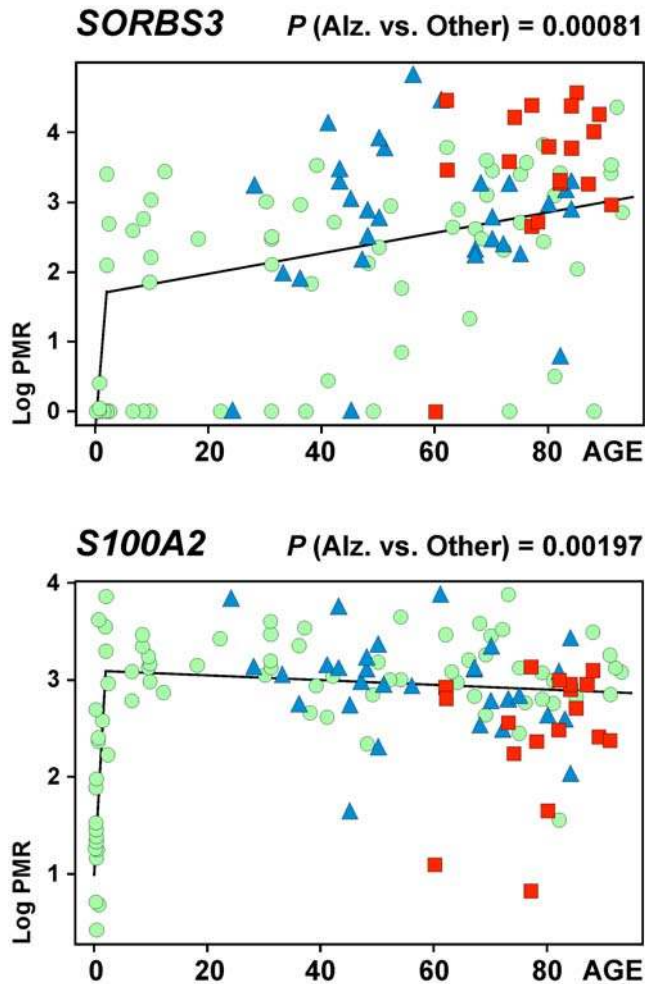 SORBS3 P (Alz. vs. Other) = 0.00081
4
3
2
1
0
Log PMR
0 20 40 60 80 AGE
S100A2 P (Alz. vs. Other) = 0.00197
4
3
2
1
Log PMR
0 20 40 60 80 AGE